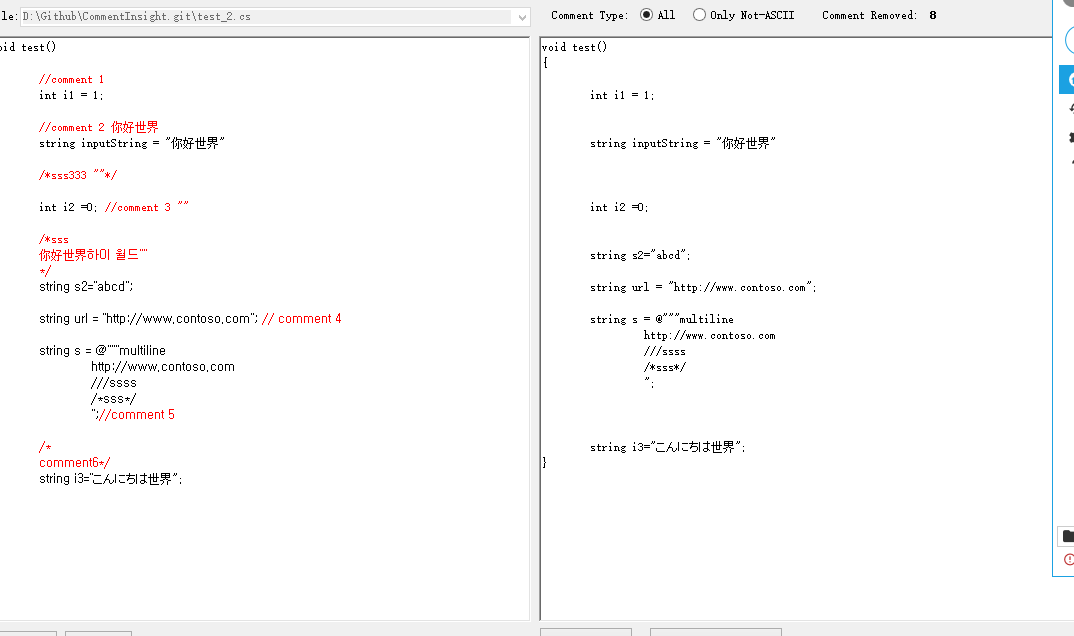 le: D:\Github\CommentInsight.git\test_2.cs
Comment Type: All Only Not-ASCII Comment Removed: 8
oid test()
//comment 1
int i1 = 1;
//comment 2 你好世界
string inputString = "你好世界"
/*sss333 ""*/
int i2 =0; //comment 3 ""
/*sss
你好世界하이 월드""
*/
string s2="abcd";
string url = "http://www.contoso.com"; // comment 4
string s = @"""multiline
http://www.contoso.com
///ssss
/*sss*/
";//comment 5
/*
comment6*/
string i3="こんにちは世界";
void test()
{
int i1 = 1;
string inputString = "你好世界"
int i2 =0;
string s2="abcd";
string url = "http://www.contoso.com";
string s = @"""multiline
http://www.contoso.com
///ssss
/*sss*/
";
string i3="こんにちは世界";
}